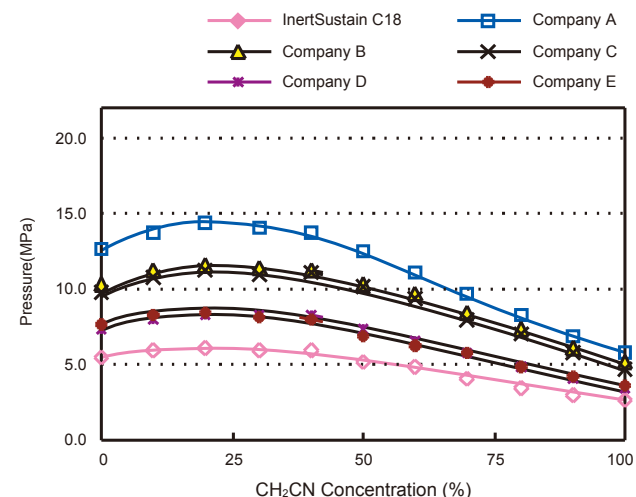 InertSustain C18
Company A
Company B
Company C
Company D
Company E
Pressure(MPa)
20.0
15.0
10.0
5.0
0.0
0
25
50
75
100
CH₂CN Concentration (%)